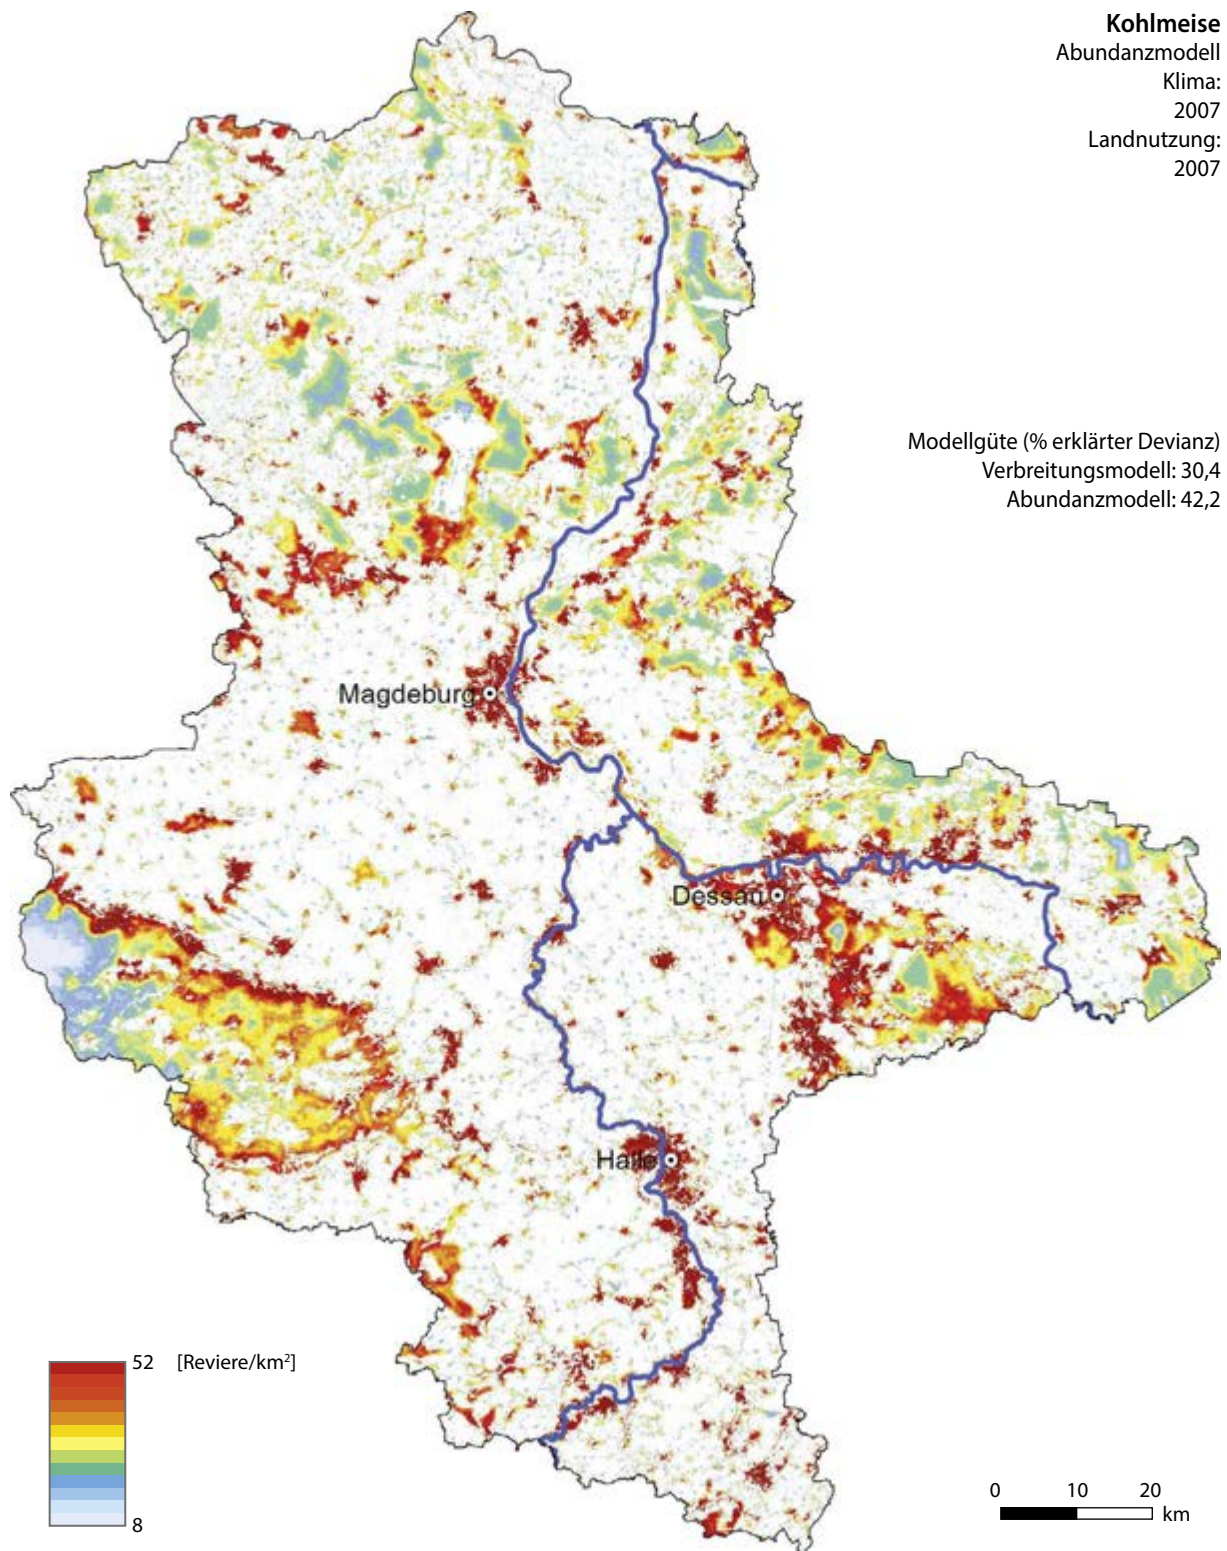 Kohlmeise
Abundanzmodell
Klima:
2007
Landnutzung:
2007
Modellgüte (% erklärter Devianz)
Verbreitungsmodell: 30,4
Abundanzmodell: 42,2
Magdeburg
Dessau
Halle
52 [Reviere/km²]
8
0 10 20
km